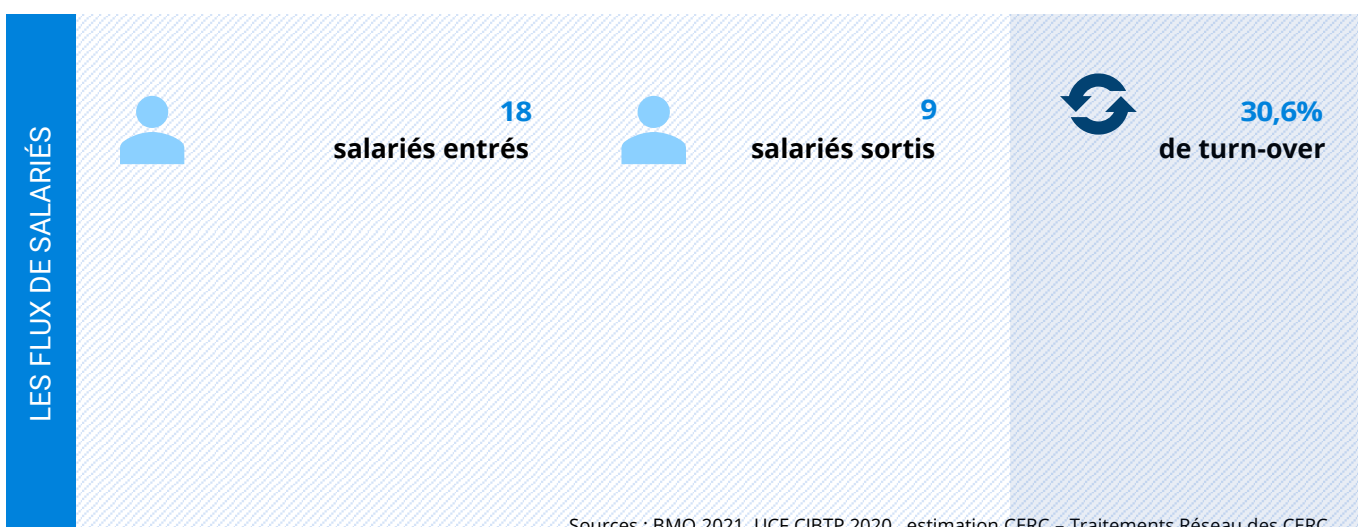 LES FLUX DE SALARIÉS
18
salariés entrés
9
salariés sortis
30,6%
de turn-over
Sources : BMO 2021, UCF CIBTP 2020, estimation CERC – Traitements Réseau des CERC